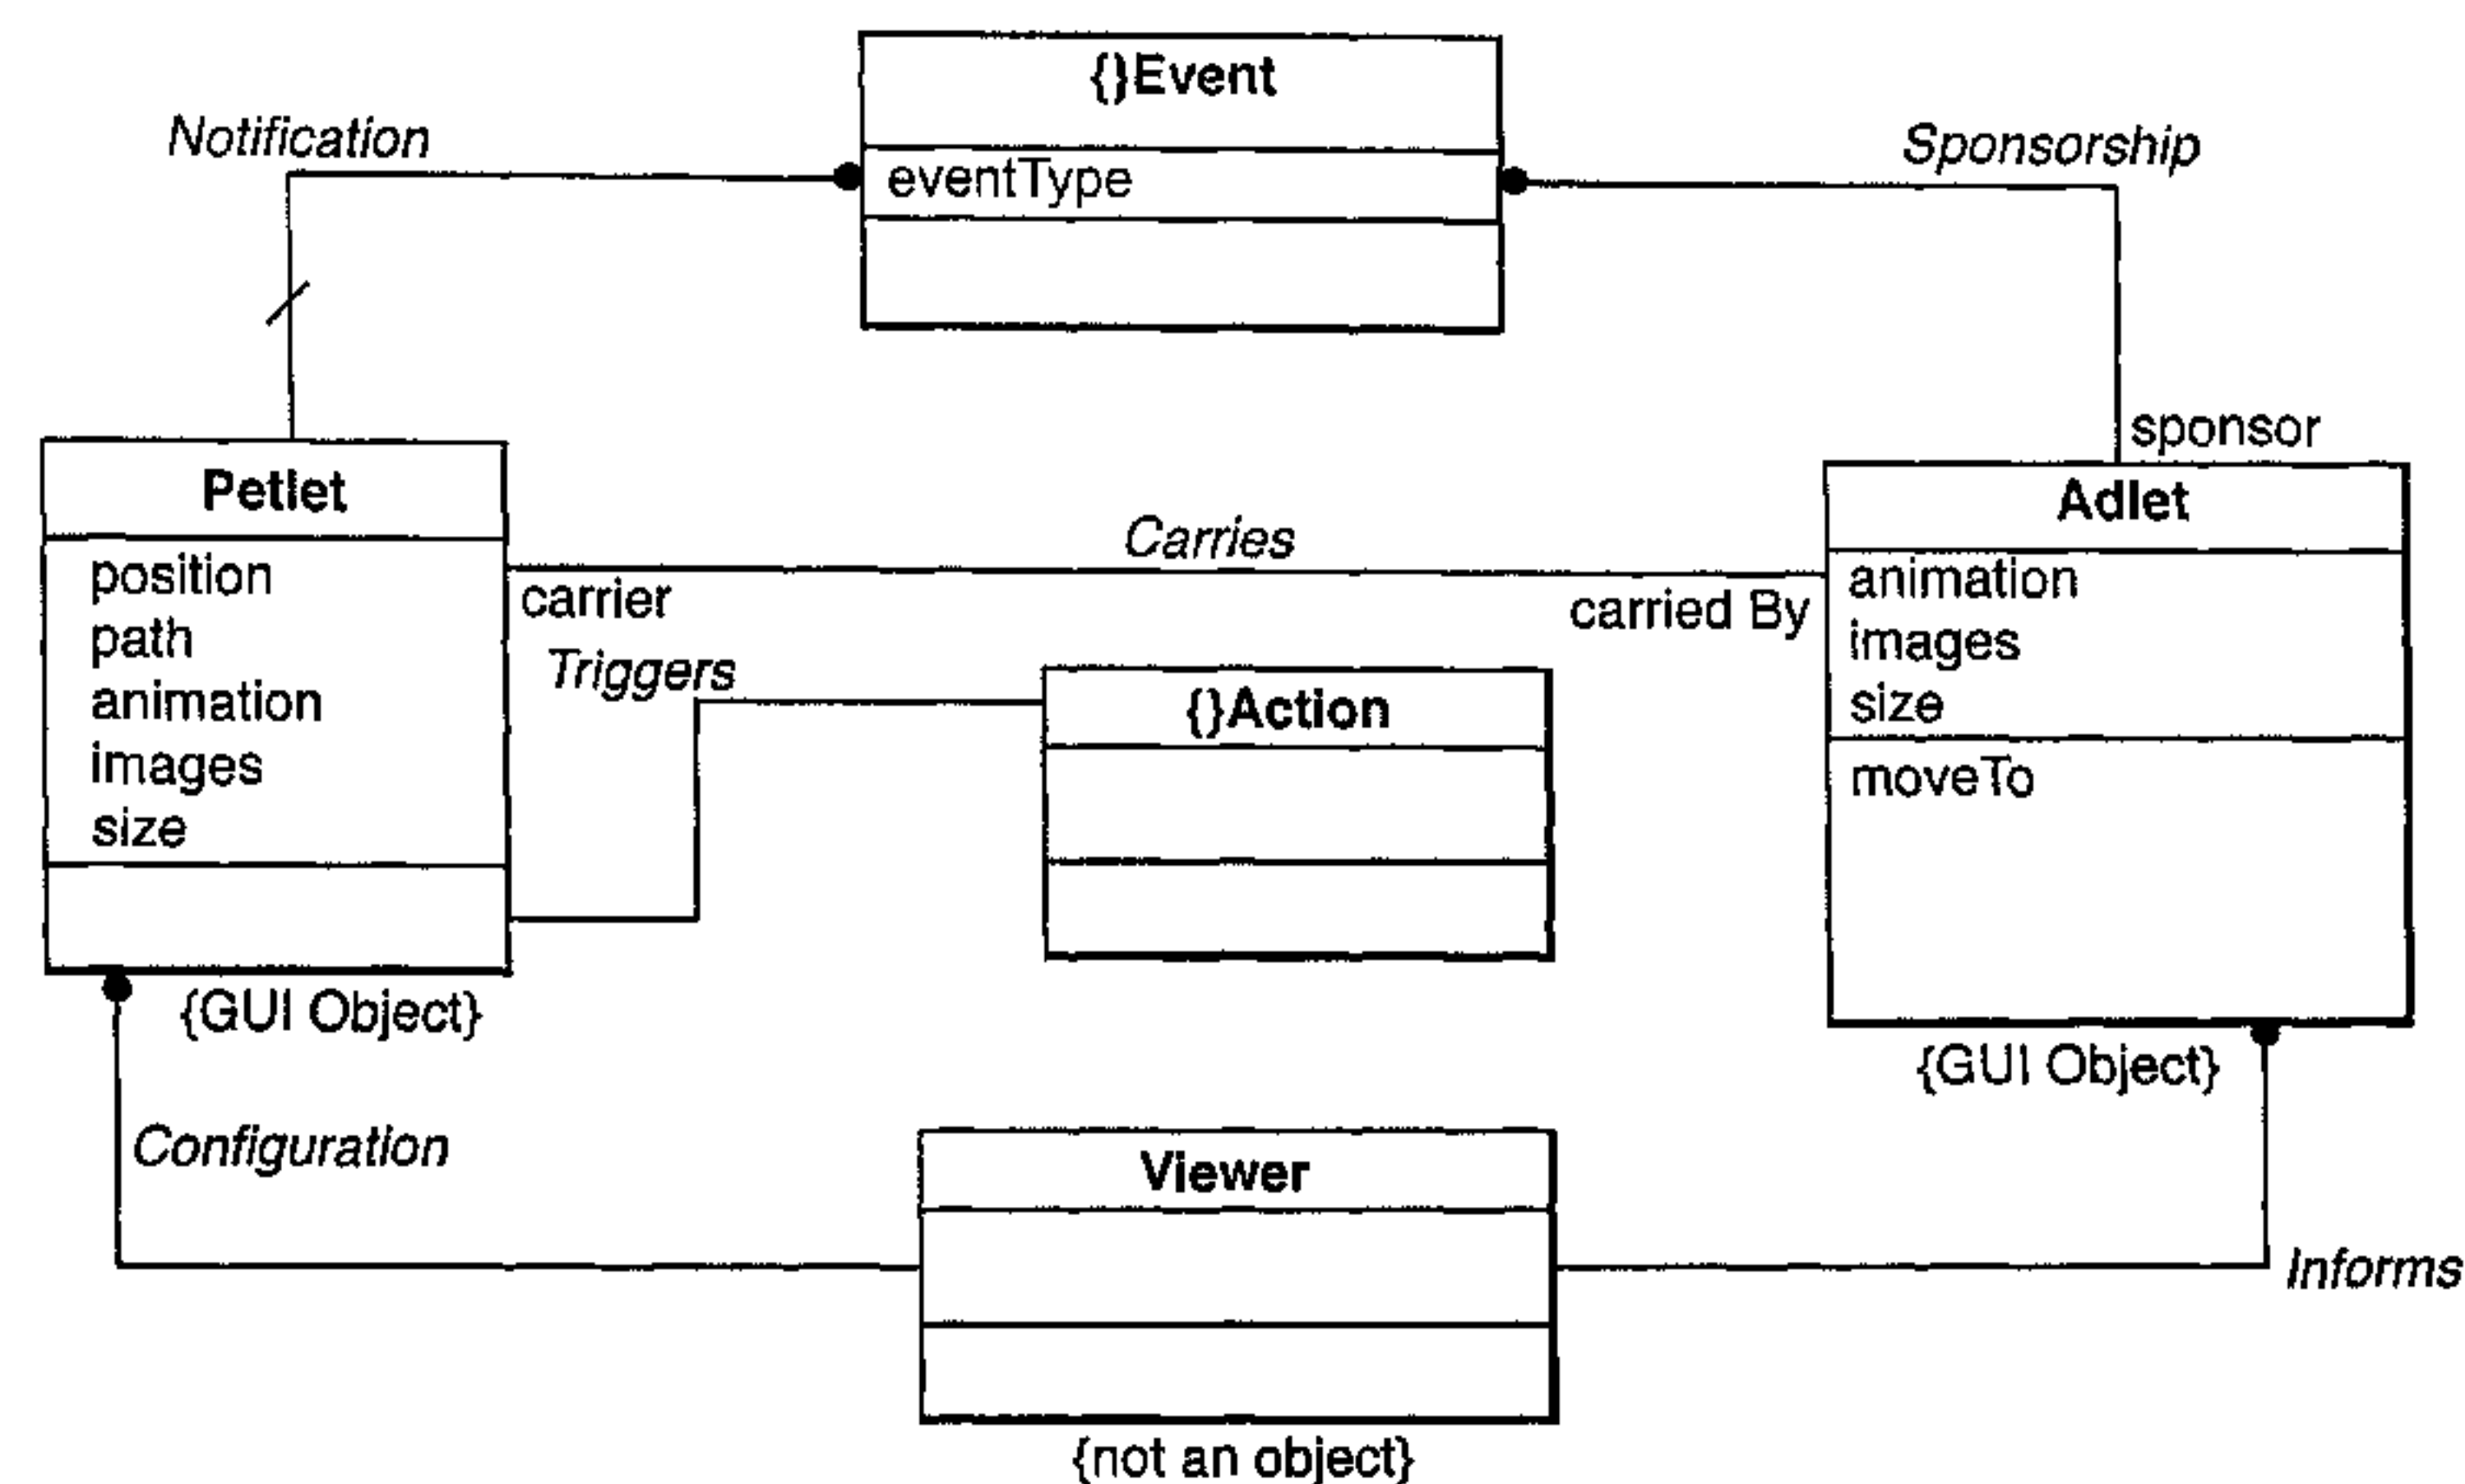 {}Event
Notification
Sponsorship
eventType
sponsor
Petlet
Adlet
Carries
position
carrier
carried By
animation
path
Triggers
images
animation
{}Action
size
images
moveTo
size
{GUI Object}
{GUI Object}
Configuration
Viewer
Informs
{not an object}